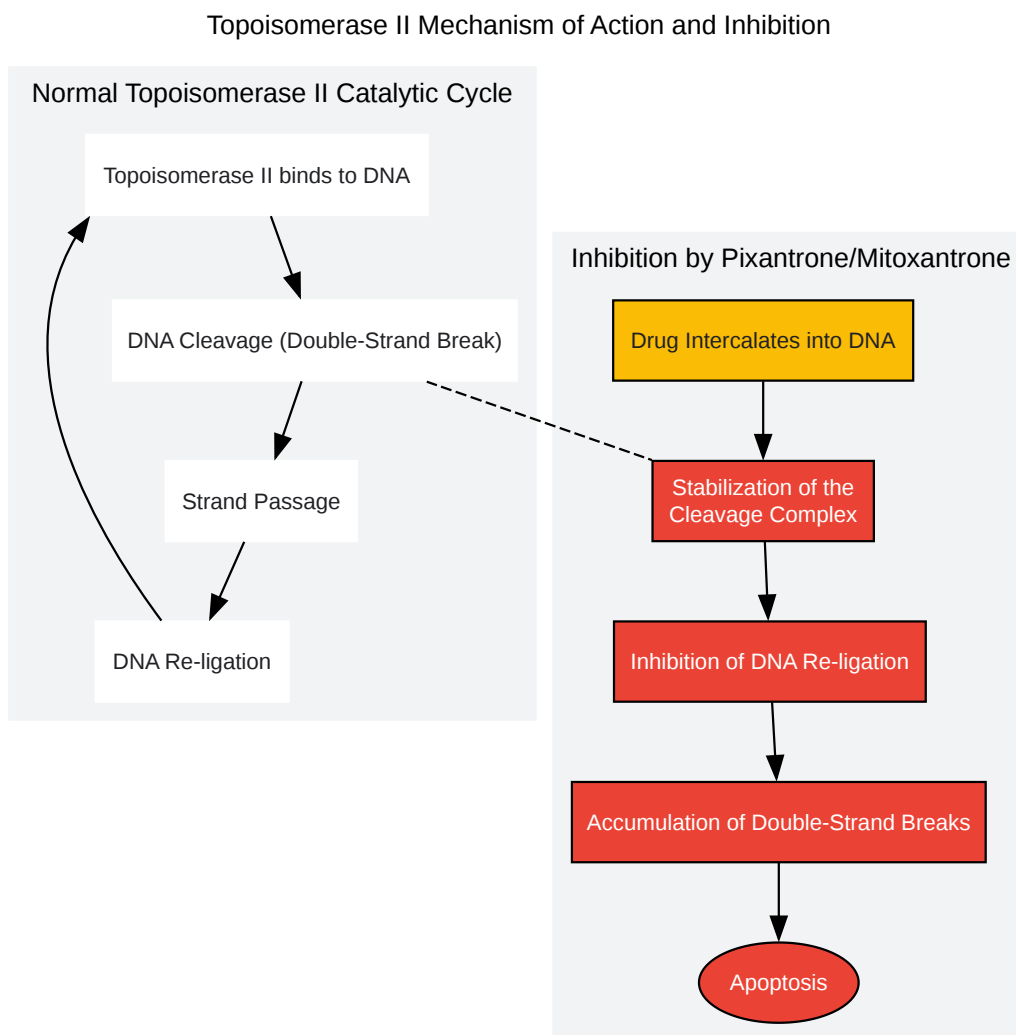 Topoisomerase II Mechanism of Action and Inhibition
Normal Topoisomerase II Catalytic Cycle
Topoisomerase II binds to DNA
DNA Cleavage (Double-Strand Break)
Strand Passage
DNA Re-ligation
Inhibition by Pixantrone/Mitoxantrone
Drug Intercalates into DNA
Stabilization of the
Cleavage Complex
Inhibition of DNA Re-ligation
Accumulation of Double-Strand Breaks
Apoptosis